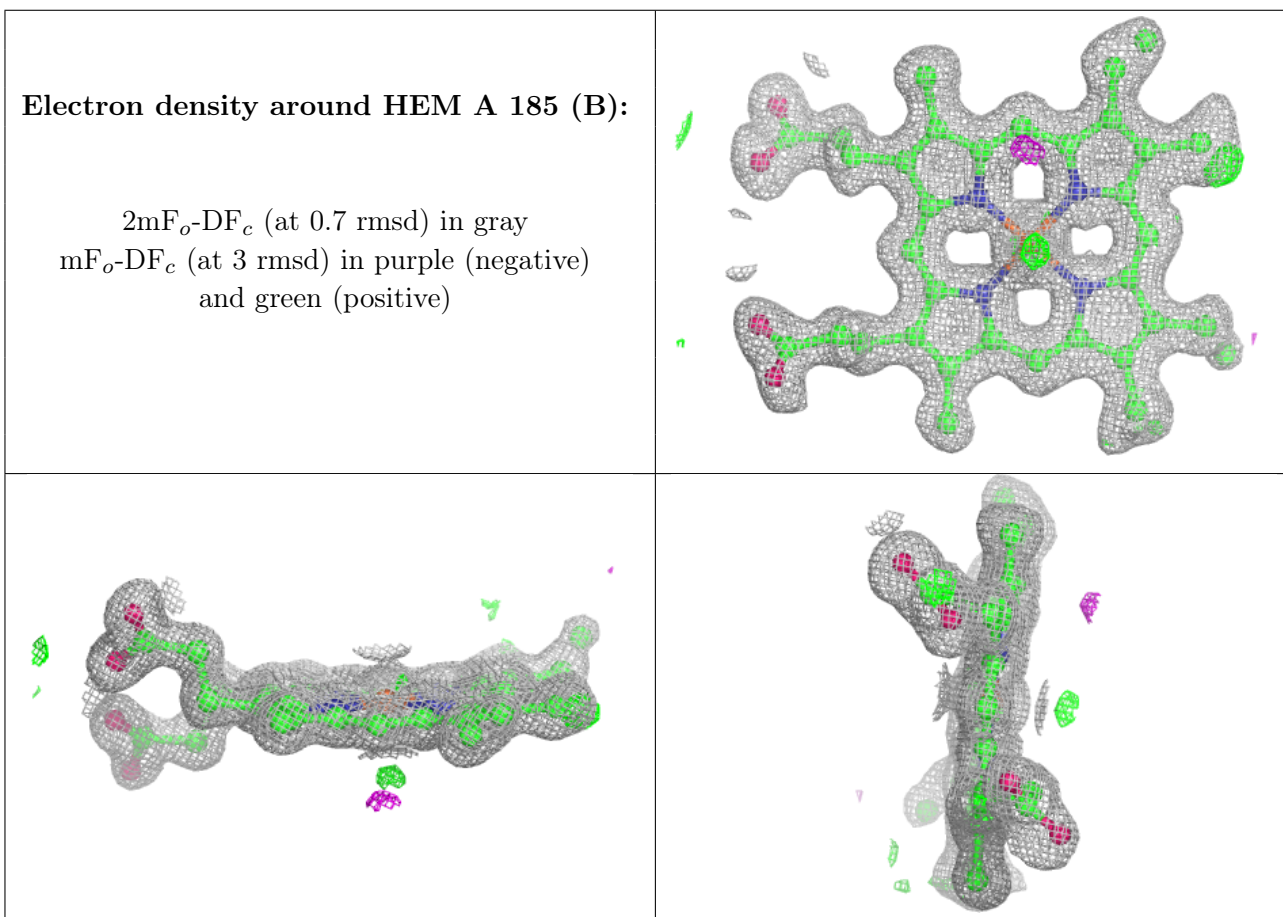 Electron density around HEM A 185 (B):
2mFo-DFc (at 0.7 rmsd) in gray
mFo-DFc (at 3 rmsd) in purple (negative)
and green (positive)